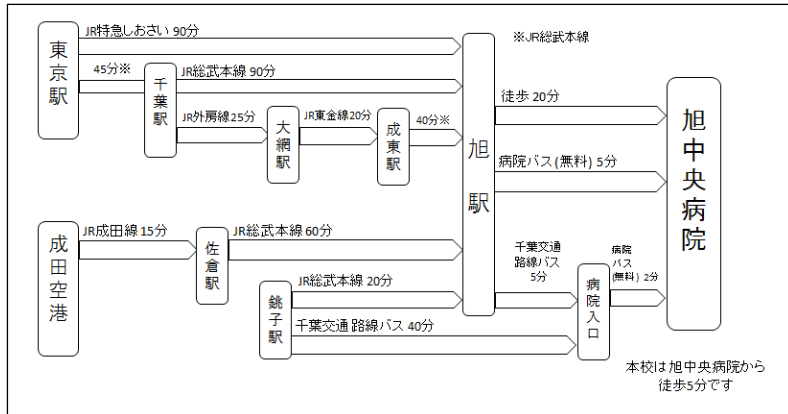 JR特急しおさい 90分
※JR総武本線
東京駅
45分※
千葉駅
JR総武本線 90分
JR外房線25分
大網駅
JR東金線20分
成東駅
40分※
旭駅
徒歩 20分
病院バス(無料) 5分
旭中央病院
成田空港
JR成田線 15分
佐倉駅
JR総武本線 60分
銚子駅
JR総武本線 20分
千葉交通 路線バス 40分
千葉交通
路線バス
5分
病院入口
病院
バス
(無料) 2分
本校は旭中央病院から
徒歩5分です